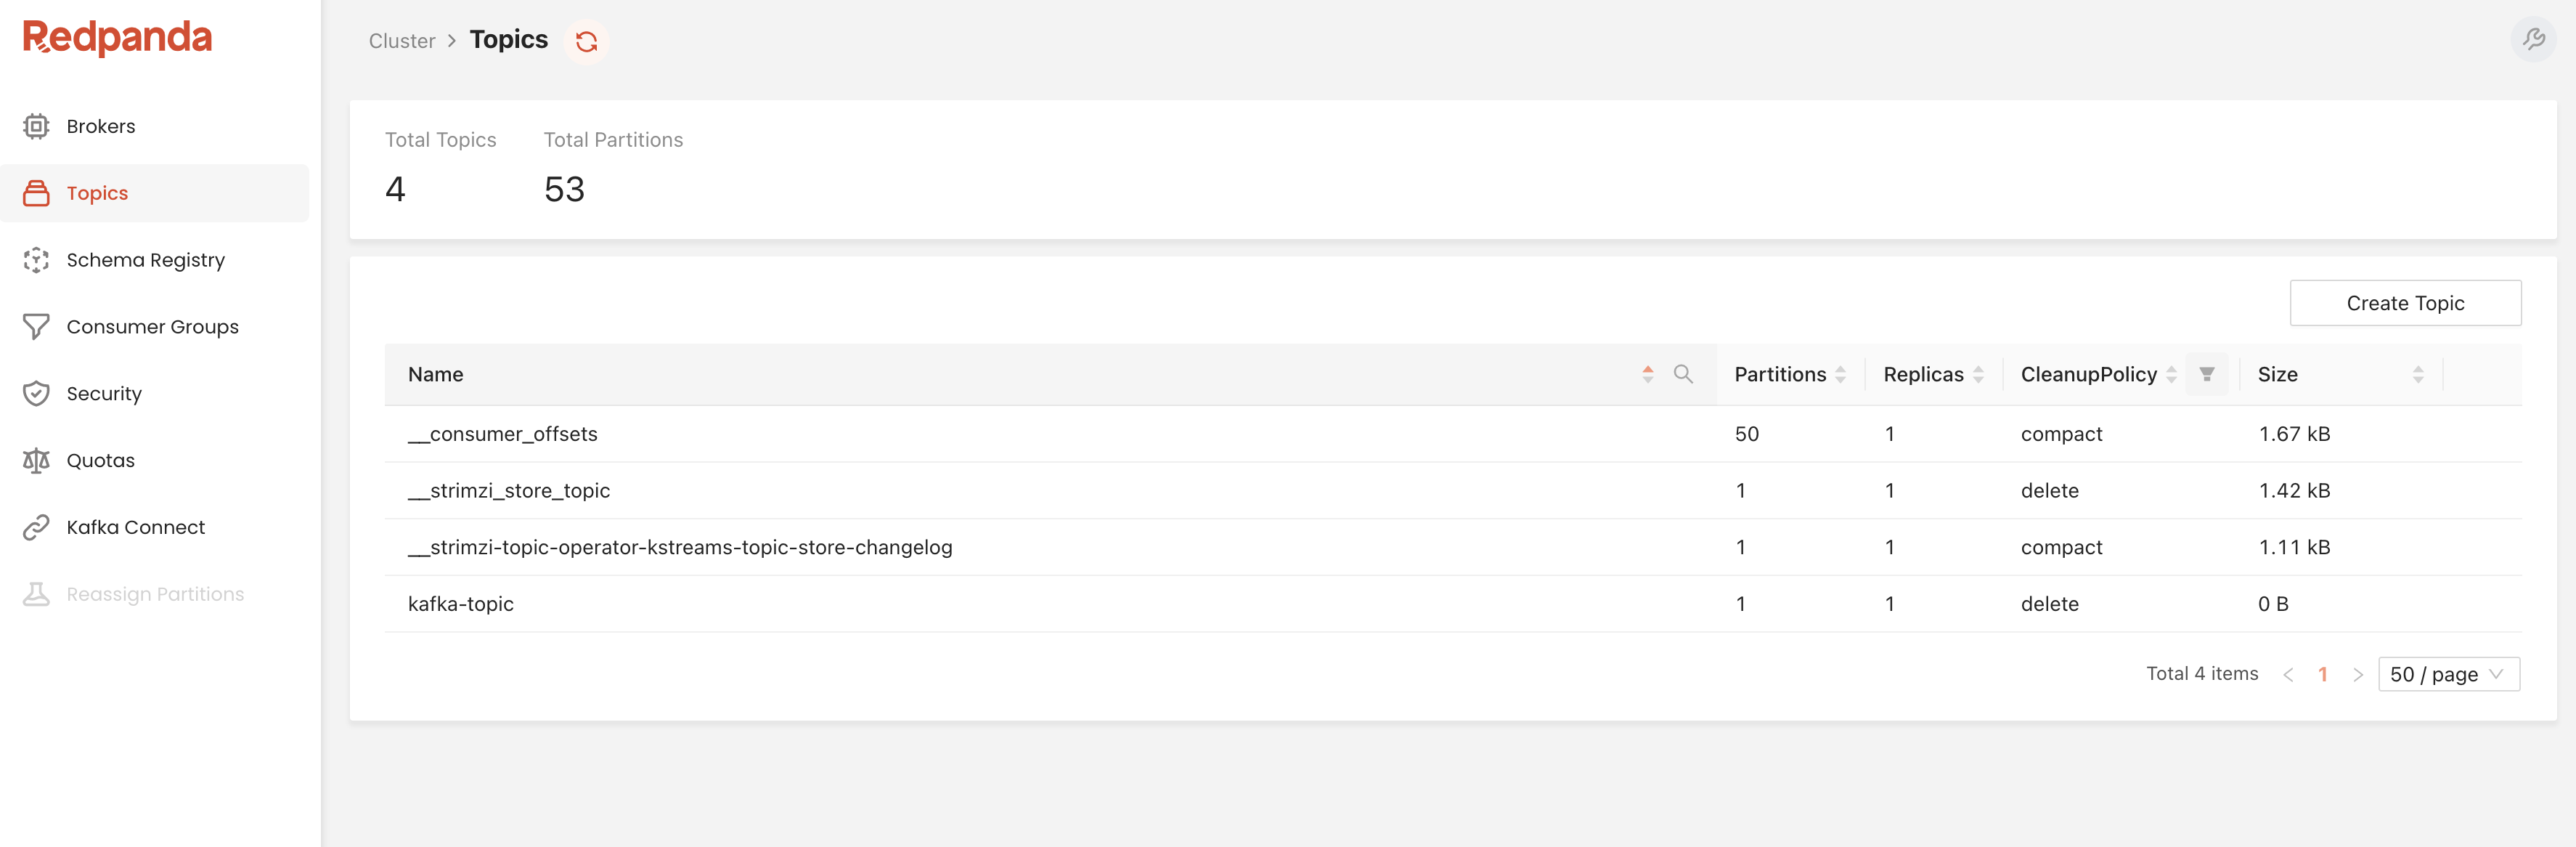 Redpanda
Brokers
Topics
Schema Registry
Consumer Groups
Security
Quotas
Kafka Connect
Reassign Partitions
Cluster > Topics
Total Topics Total Partitions
4 53
Create Topic
Name Partitions Replicas CleanupPolicy Size
__consumer_offsets 50 1 compact 1.67 kB
__strimzi_store_topic 1 1 delete 1.42 kB
__strimzi-topic-operator-kstreams-topic-store-changelog 1 1 compact 1.11 kB
kafka-topic 1 1 delete 0 B
Total 4 items < 1 > 50 / page